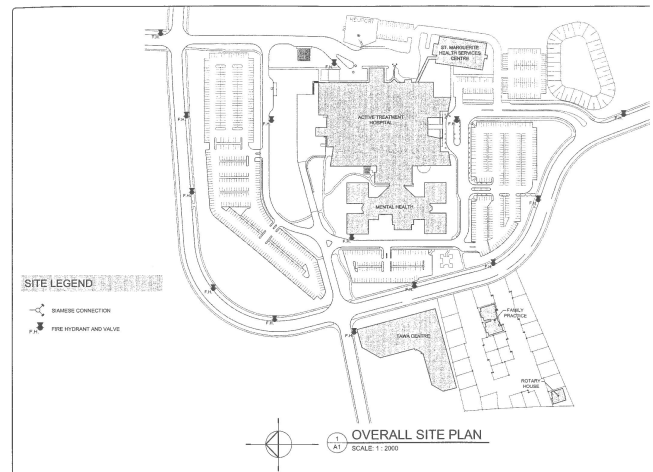 F.H.
ST. MARGUERITE
HEALTH SERVICES
CENTRE
F.H.
F.H.
F.H.
ACTIVE TREATMENT
HOSPITAL
F.H.
F.H.
F.H.
F.H.
MENTAL HEALTH
F.H.
F.H.
SITE LEGEND
SIAMESE CONNECTION
F.H.
FIRE HYDRANT AND VALVE
F.H.
F.H.
F.H.
F.H.
TAWA CENTRE
FAMILY
PRACTICE
ROTARY
HOUSE
1
A1
OVERALL SITE PLAN
SCALE: 1 : 2000